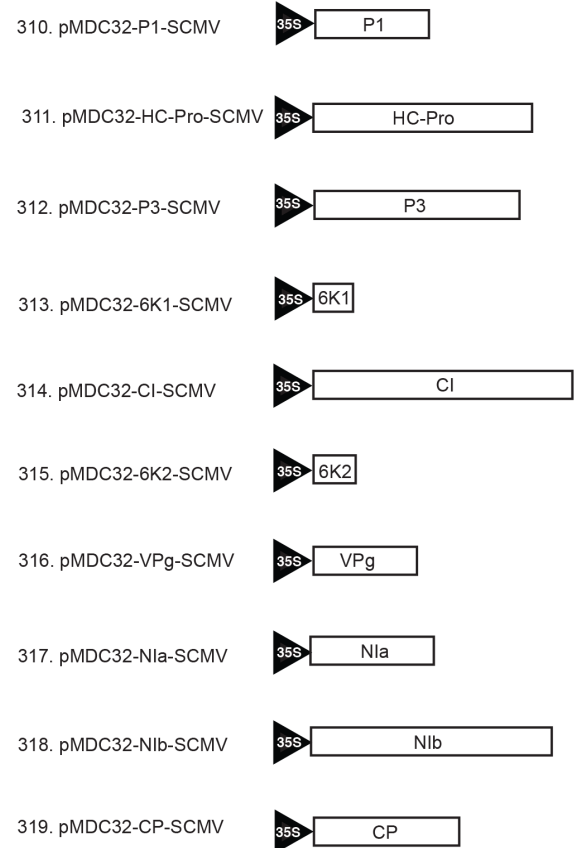 310. pMDC32-P1-SCMV 35S P1
311. pMDC32-HC-Pro-SCMV 35S HC-Pro
312. pMDC32-P3-SCMV 35S P3
313. pMDC32-6K1-SCMV 35S 6K1
314. pMDC32-CI-SCMV 35S CI
315. pMDC32-6K2-SCMV 35S 6K2
316. pMDC32-VPg-SCMV 35S VPg
317. pMDC32-NIa-SCMV 35S NIa
318. pMDC32-NIb-SCMV 35S NIb
319. pMDC32-CP-SCMV 35S CP